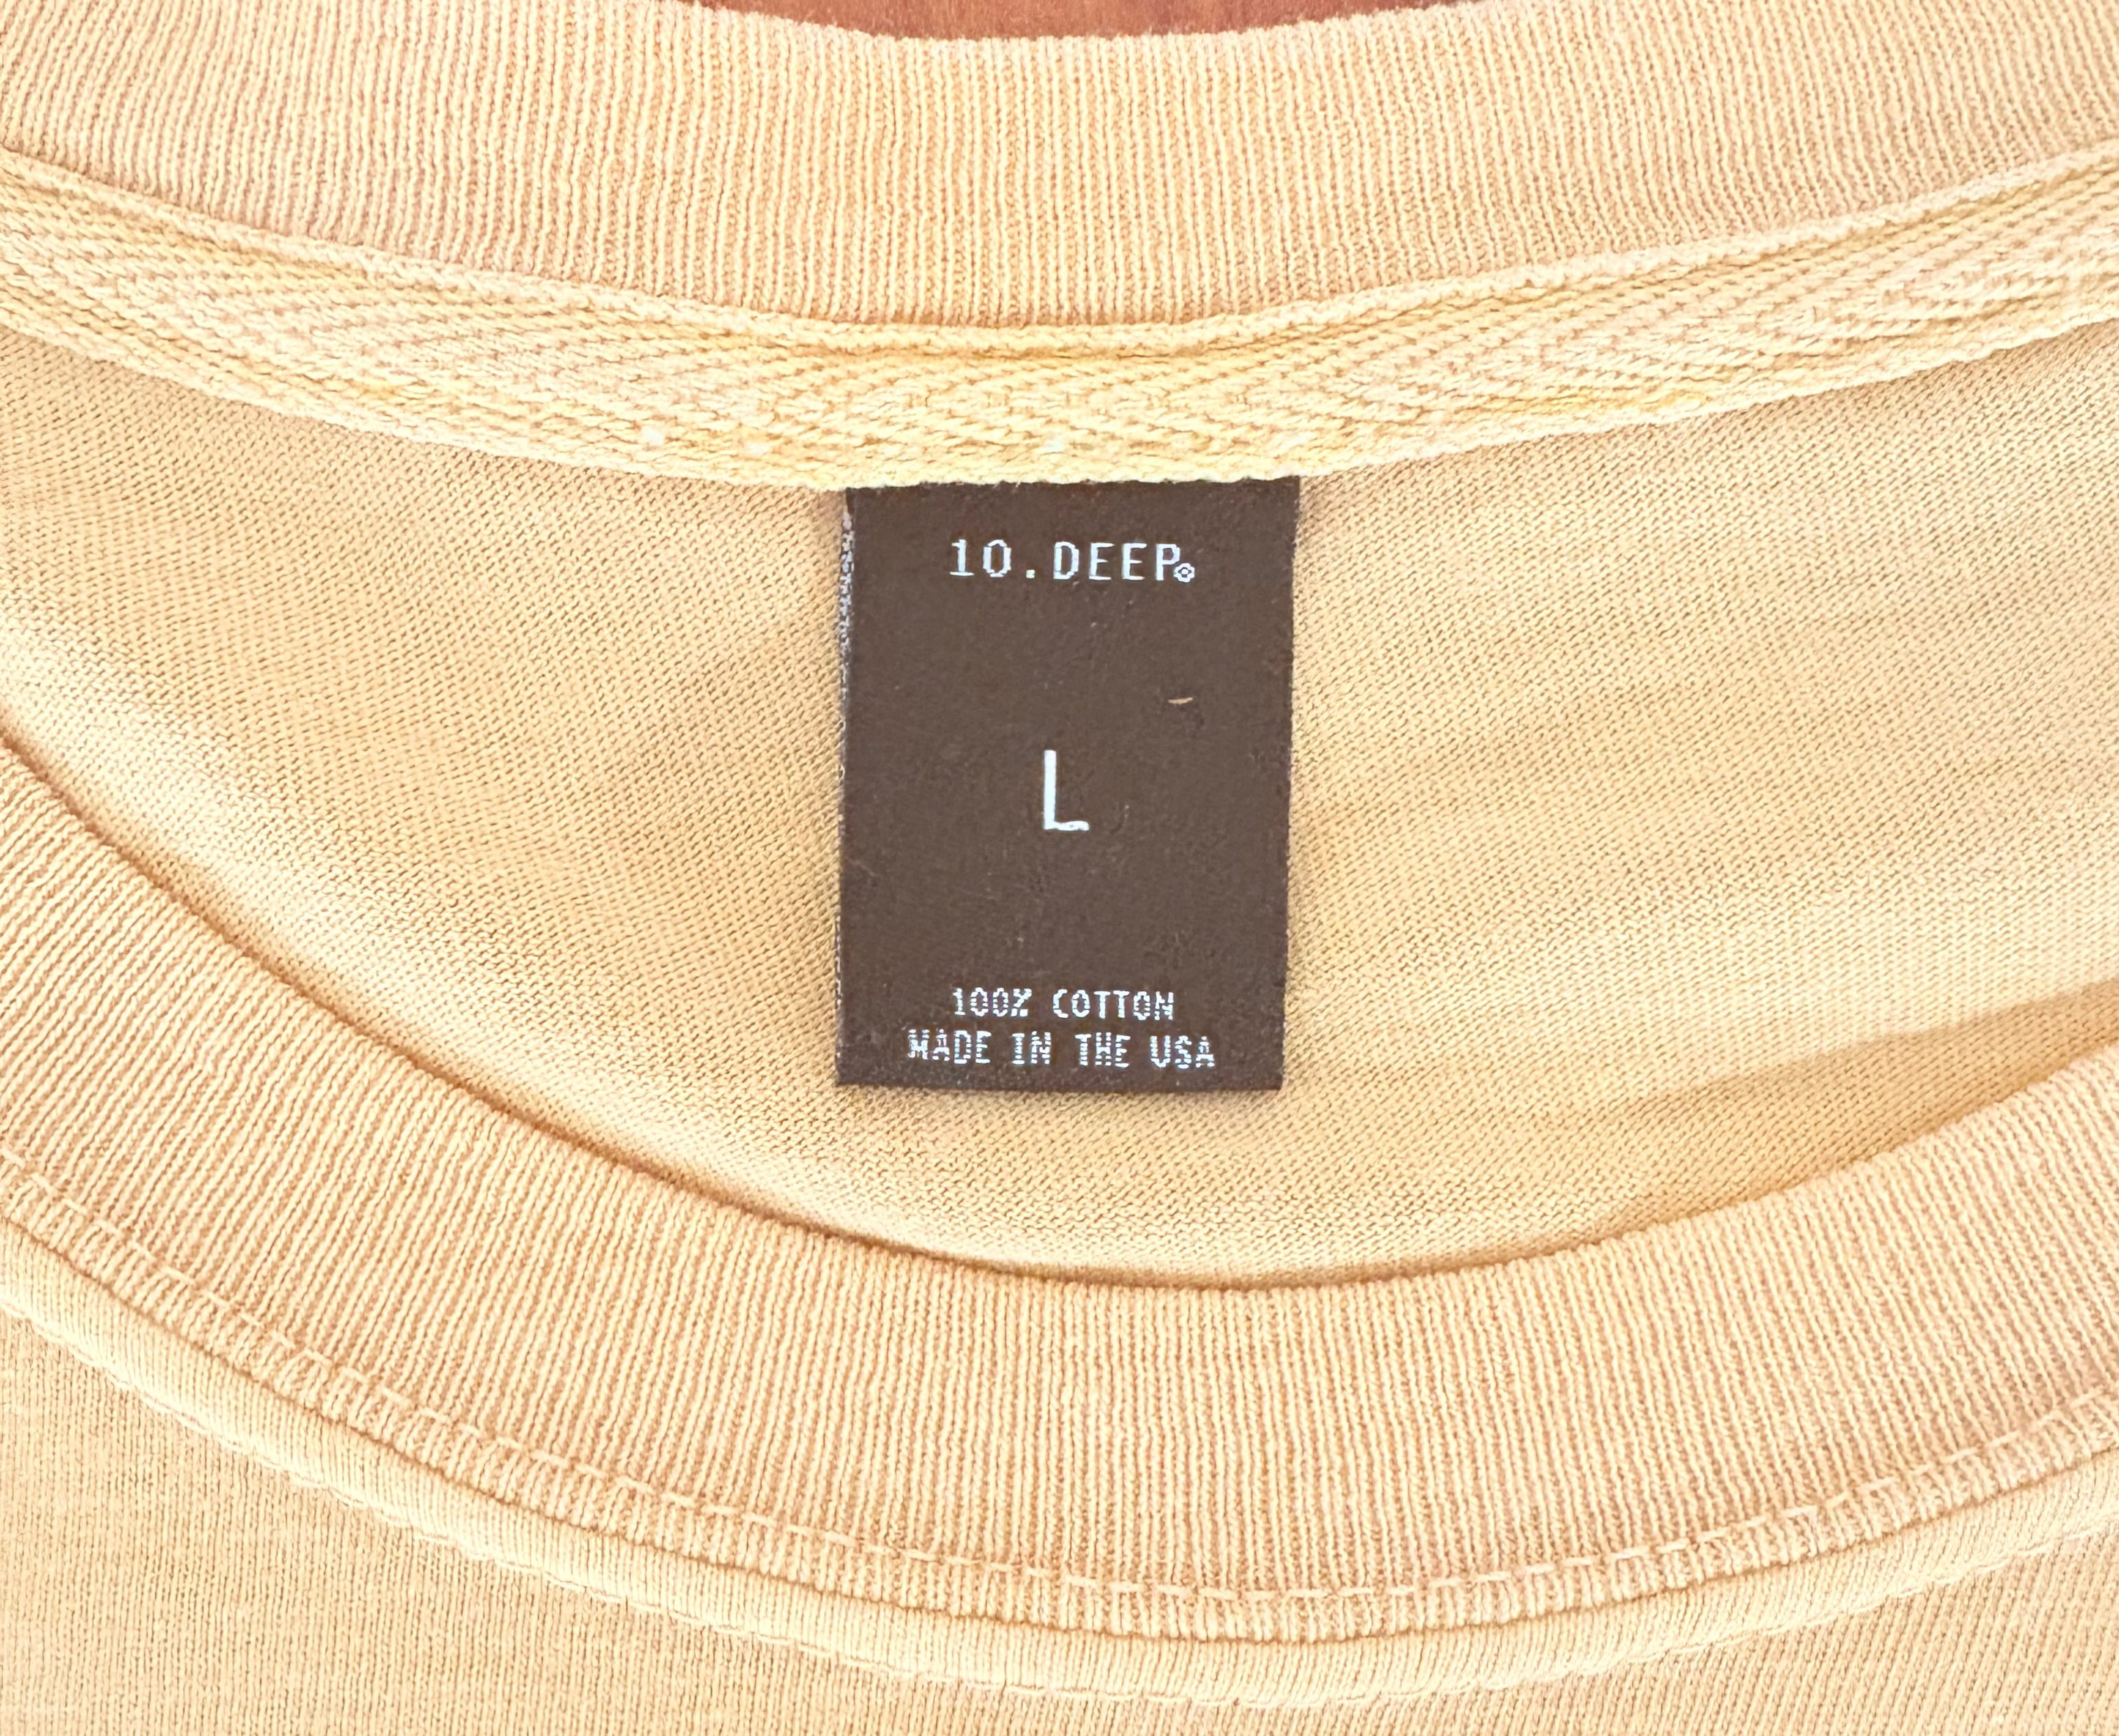 10.DEEP®
L
100% COTTON
MADE IN THE USA